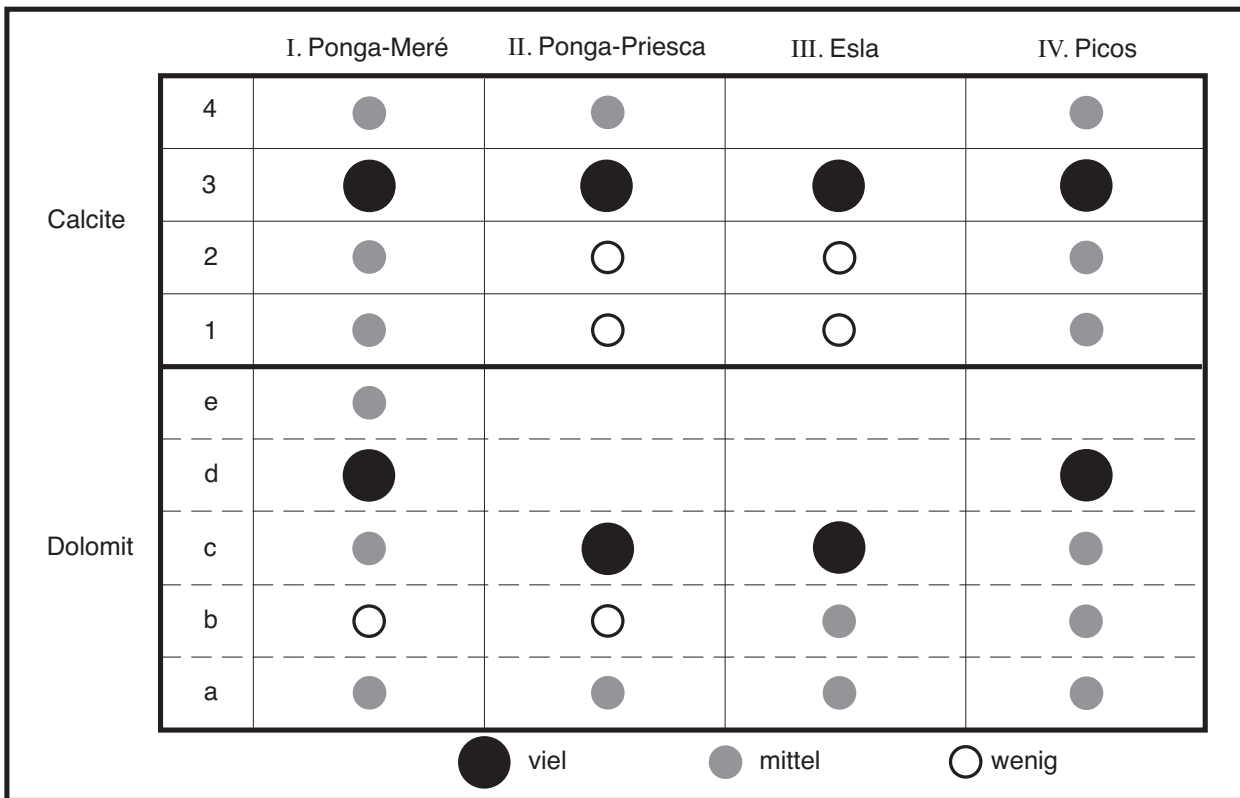 I. Ponga-Meré II. Ponga-Priesca III. Esla IV. Picos
4
3
Calcite
2
1
e
d
Dolomit
c
b
a
viel mittel wenig